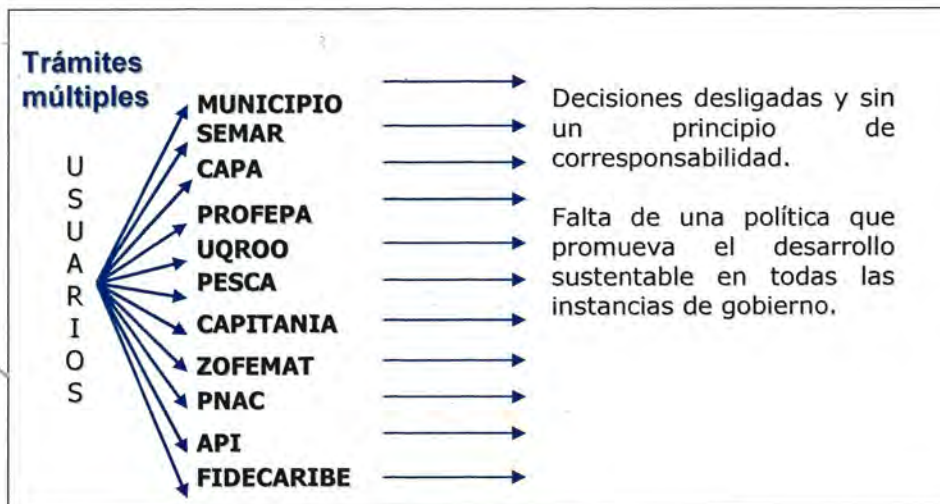 Trámites
múltiples
USUARIOS
MUNICIPIO
SEMAR
CAPA
PROFEPA
UQROO
PESCA
CAPITANIA
ZOFEMAT
PNAC
API
FIDECARIBE
Decisiones desligadas y sin
un principio de
corresponsabilidad.
Falta de una política que
promueva el desarrollo
sustentable en todas las
instancias de gobierno.